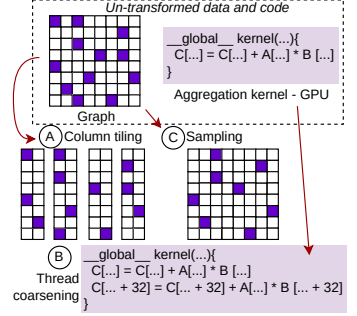 Un-transformed data and code
__global__ kernel(...){
C[...] = C[...] + A[...] * B [...]
}
Aggregation kernel - GPU
Graph
A Column tiling
C Sampling
B Thread coarsening
__global__ kernel(...){
C[...] = C[...] + A[...] * B [...]
C[... + 32] = C[... + 32] + A[...] * B [... + 32]
}